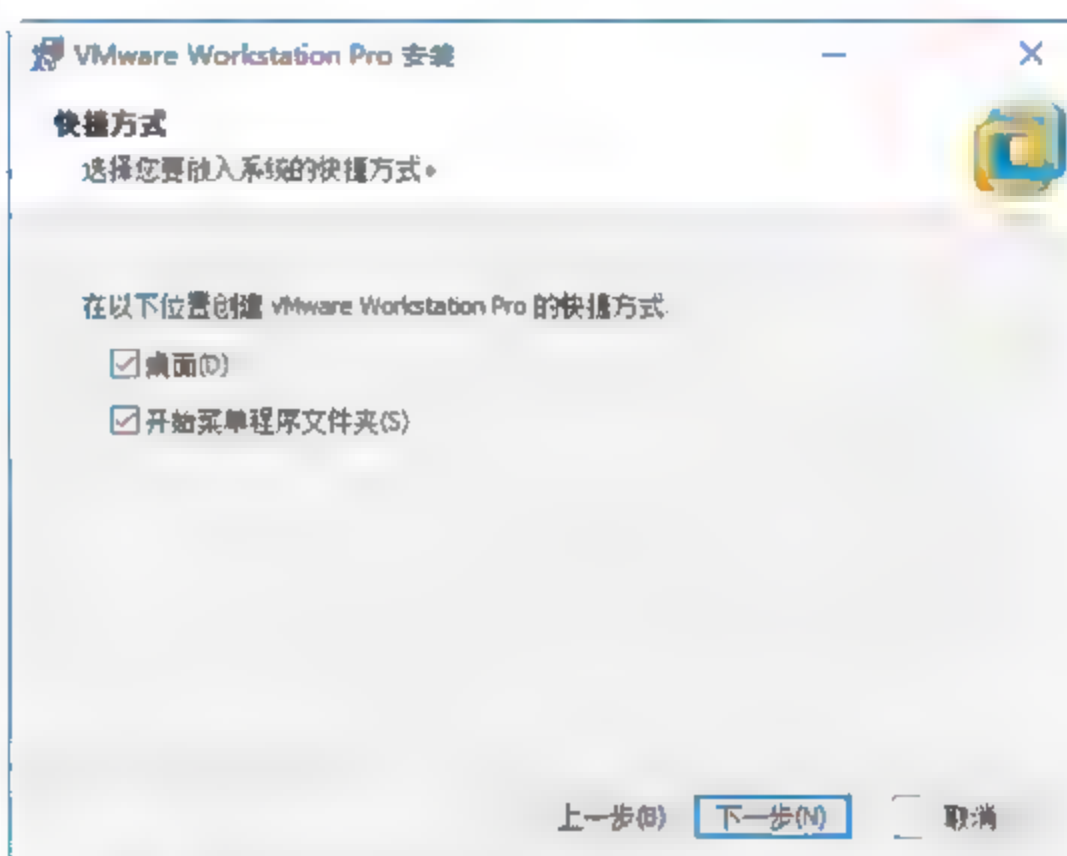 VMware Workstation Pro 安装
快捷方式
选择您要放入系统的快捷方式。
在以下位置创建 VMware Workstation Pro 的快捷方式:
桌面(D)
开始菜单程序文件夹(S)
上一步(B) 下一步(N) 取消